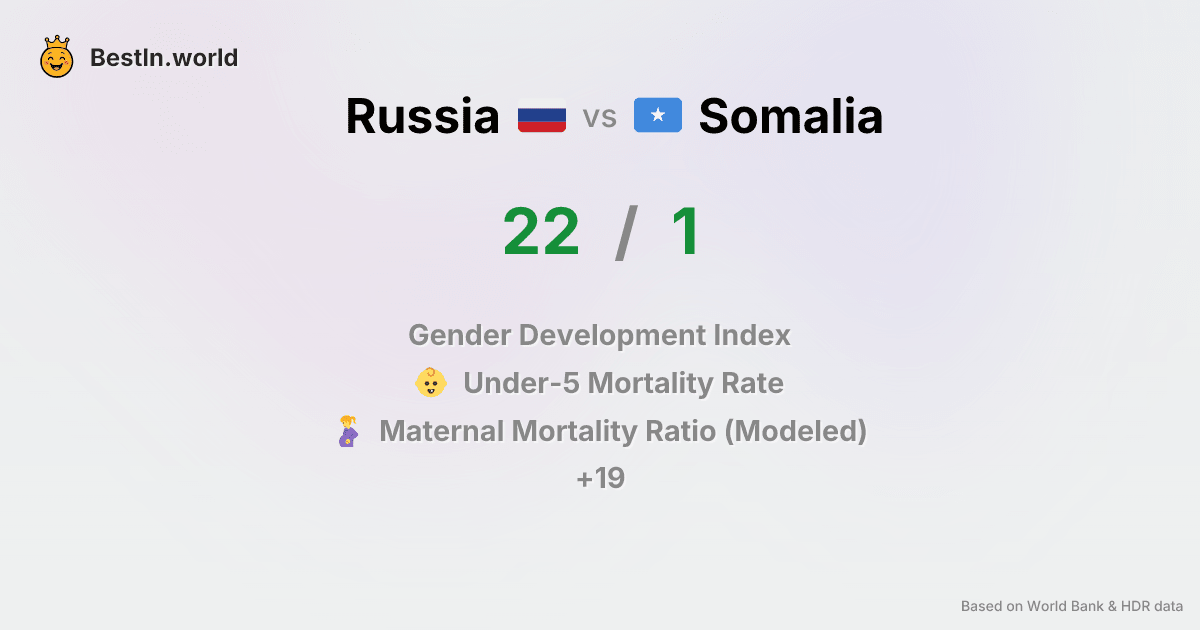 BestIn.world
Russia vs Somalia
22 / 1
Gender Development Index
Under-5 Mortality Rate
Maternal Mortality Ratio (Modeled)
+19
Based on World Bank & HDR data